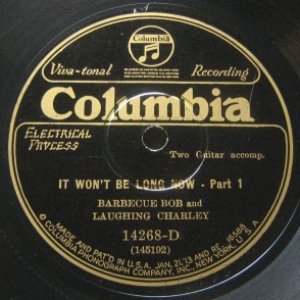 Columbia
Viva-tonal Recording
Columbia
ELECTRICAL
PROCESS
Two Guitar accomp.
IT WON'T BE LONG NOW - Part 1
BARBECUE BOB and
LAUGHING CHARLEY
14268-D
(145192)
MADE AND PAT'D IN U.S.A. JAN. 21, '13 AND RE. 16588
COLUMBIA PHONOGRAPH COMPANY, INC., NEW YORK, U S A